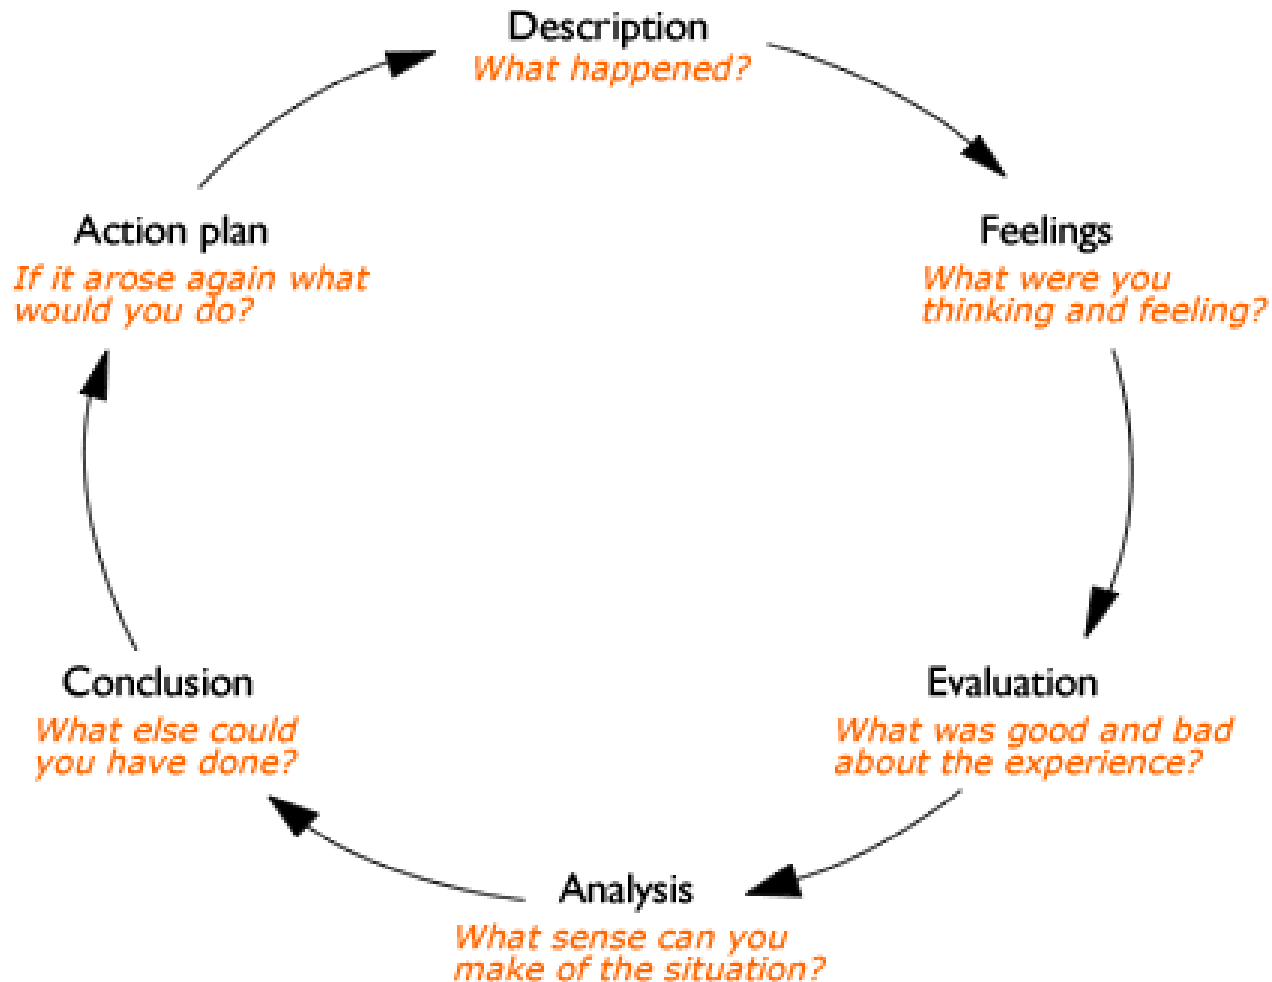 Description
What happened?
Feelings
What were you
thinking and feeling?
Evaluation
What was good and bad
about the experience?
Analysis
What sense can you
make of the situation?
Conclusion
What else could
you have done?
Action plan
If it arose again what
would you do?